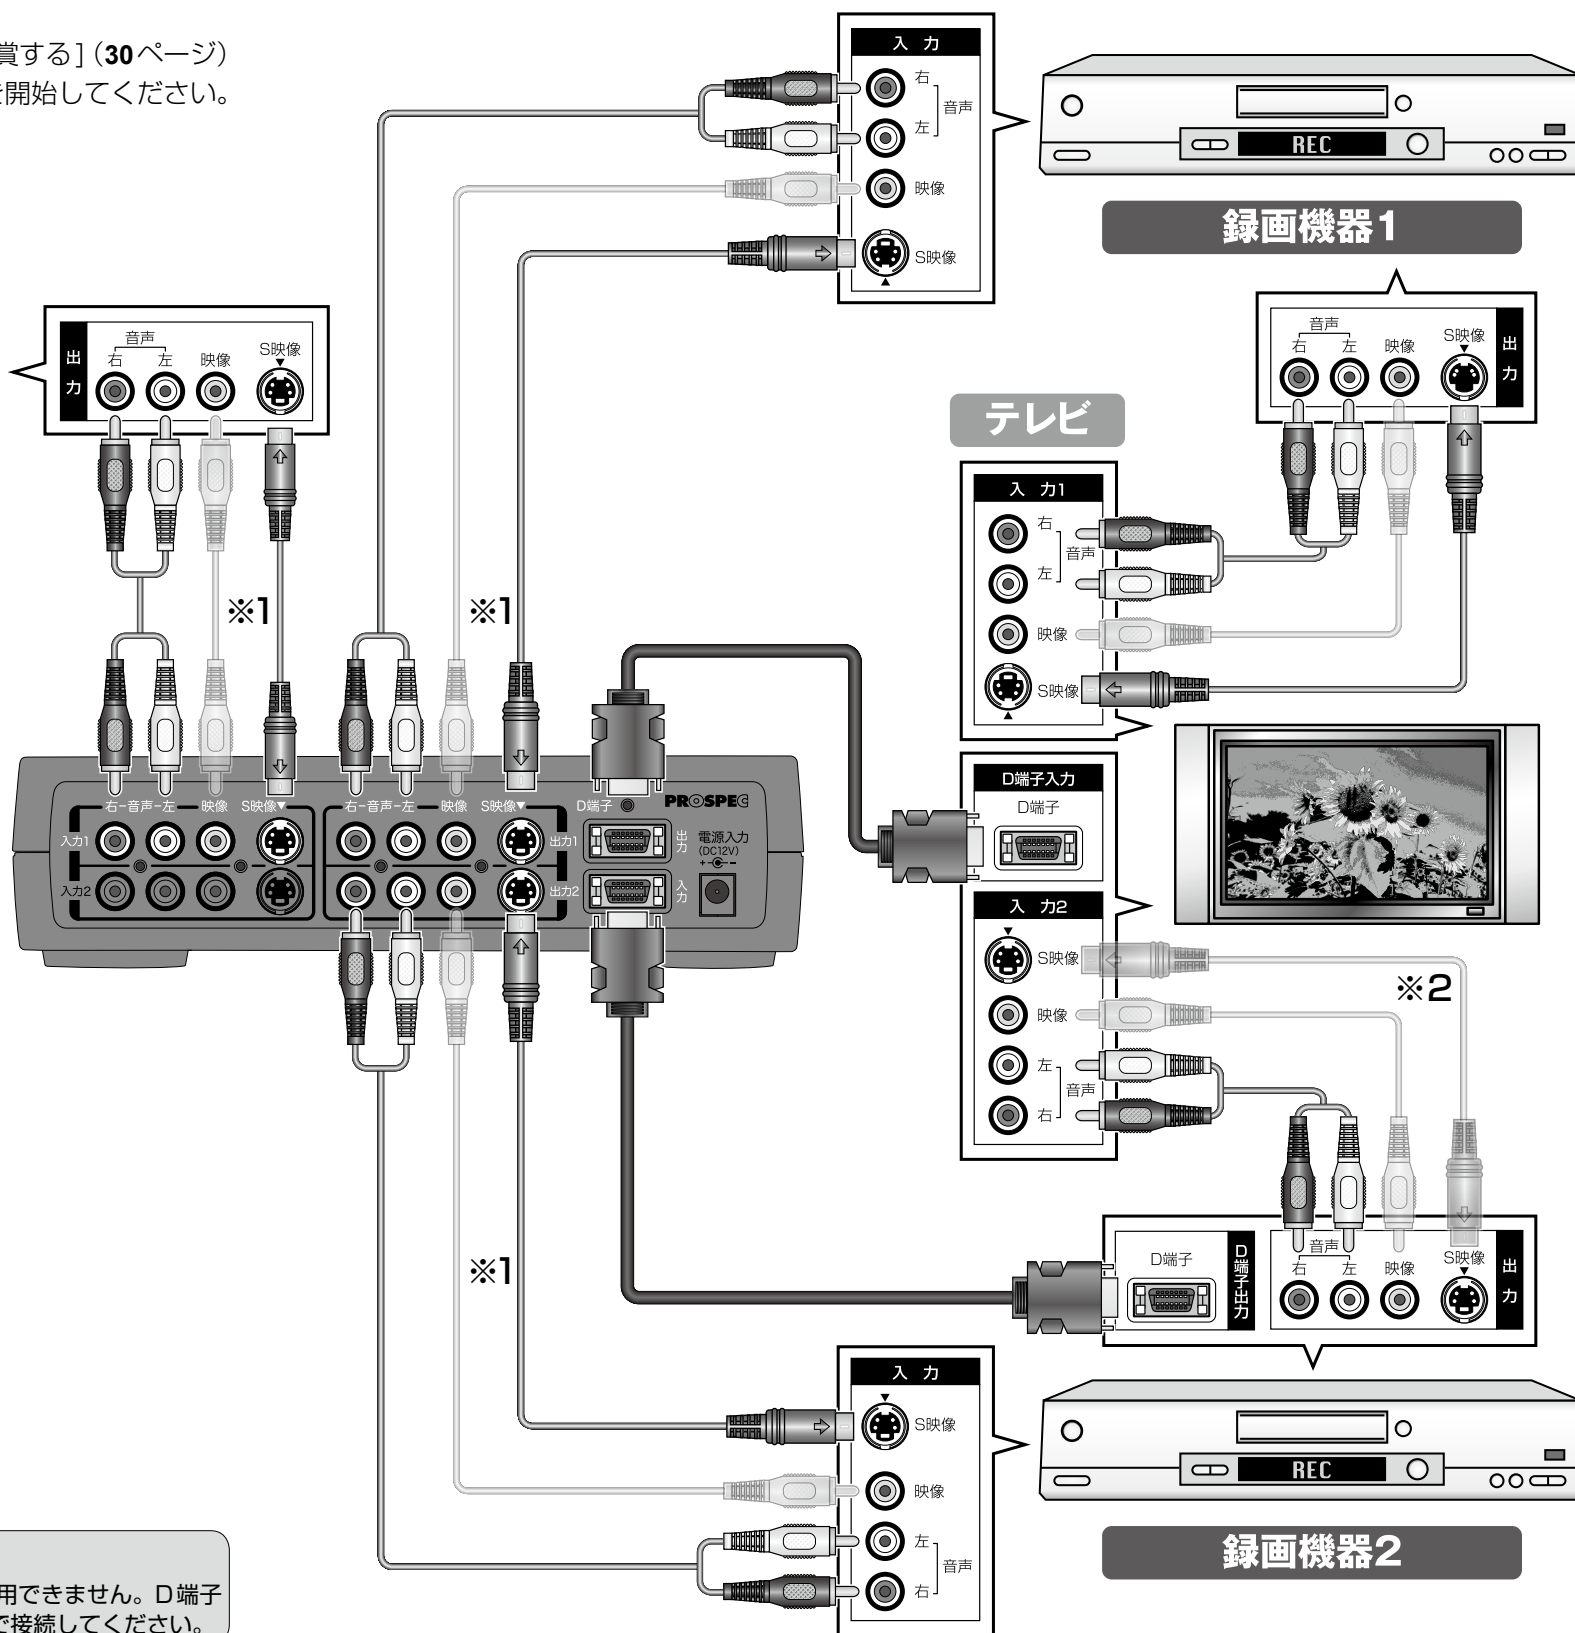 賞する］（30ページ）
を開始してください。
入 力
右
音声
左
映像
S映像
REC
録画機器1
出力
音声
右 左 映像 S映像
音声
右 左 映像 S映像
出力
テレビ
入 力1
右
音声
左
映像
S映像
※1
※1
右-音声-左 映像 S映像
右-音声-左 映像 S映像
D端子
PROSPEC
入力1
出力1
出力
電源入力
(DC12V)
入力2
出力2
入力
D端子入力
D端子
入 力2
S映像
映像
左
音声
右
※2
※1
D端子
D端子出力
音声
右 左 映像 S映像
出力
入 力
S映像
映像
左
音声
右
REC
録画機器2
用できません。D端子
で接続してください。